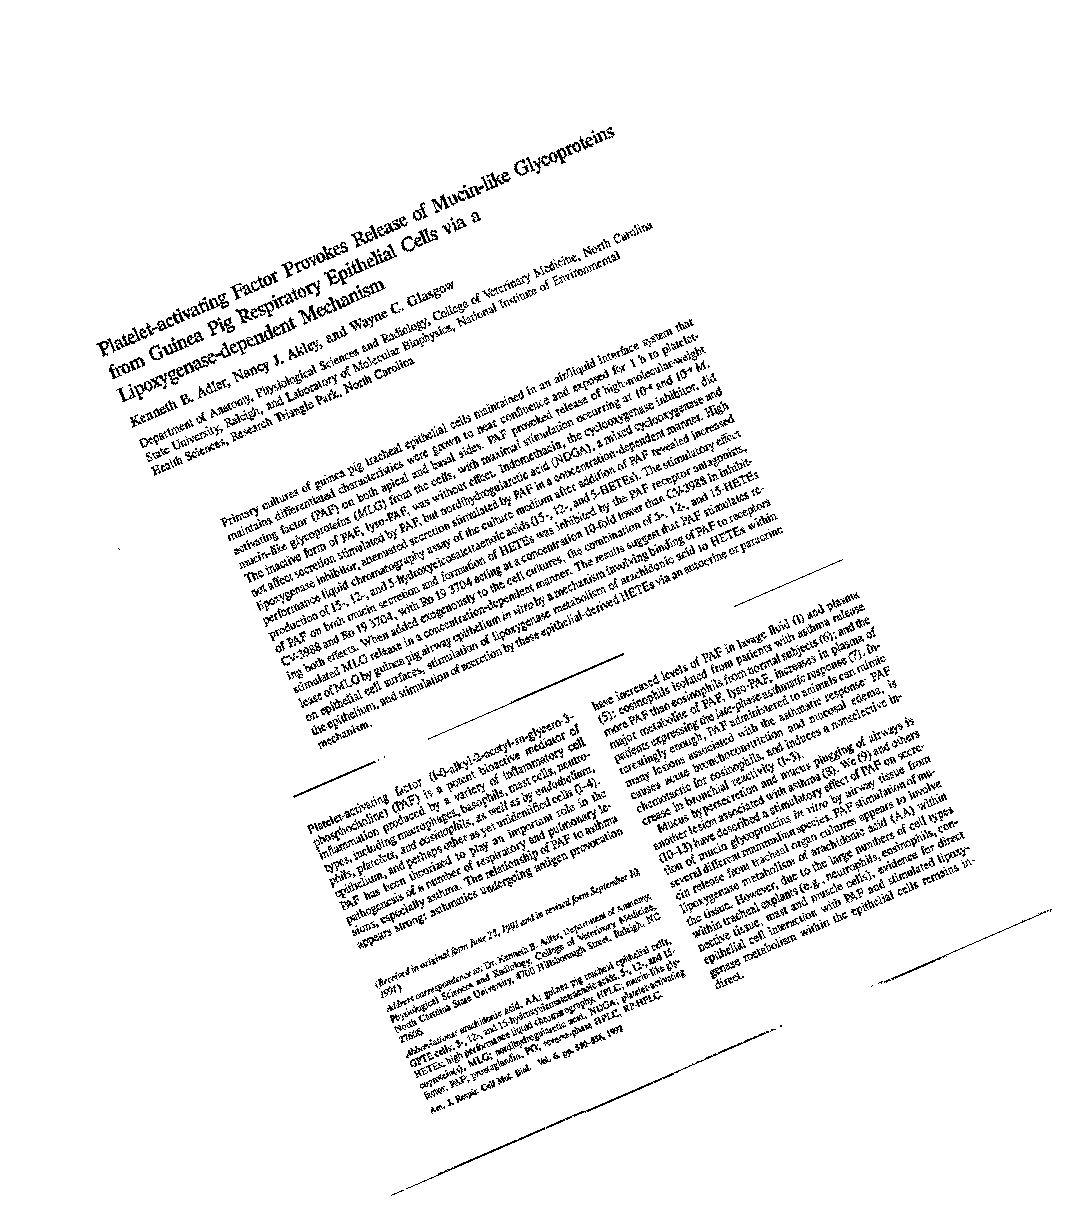 Platelet-activating Factor Provokes Release of Mucin-like Glycoproteins
from Guinea Pig Respiratory Epithelial Cells via a
Lipoxygenase-dependent Mechanism
Kenneth B. Adler, Nancy J. Akley, and Wayne C. Glasgow
Department of Anatomy, Physiological Sciences and Radiology, College of Veterinary Medicine, North Carolina
State University, Raleigh, and Laboratory of Molecular Biophysics, National Institute of Environmental
Health Sciences, Research Triangle Park, North Carolina
Primary cultures of guinea pig tracheal epithelial cells maintained in an air/liquid interface system that
maintains differentiated characteristics were grown to near confluence and exposed for 1 h to platelet-
activating factor (PAF) on both apical and basal sides. PAF provoked release of high-molecular-weight
mucin-like glycoproteins (MLG) from the cells, with maximal stimulation occurring at and M.
The inactive form of PAF, lyso-PAF, was without effect. Indomethacin, the cyclooxygenase inhibitor, did
not affect secretion stimulated by PAF, but nordihydroguaiaretic acid (NDGA), a mixed cyclooxygenase and
lipoxygenase inhibitor, attenuated secretion stimulated by PAF in a concentration-dependent manner. High
performance liquid chromatography assay of the culture medium after addition of PAF revealed increased
production of 15-, 12-, and 5-hydroxyeicosatetraenoic acids (15-, 12-, and 5-HETEs). The stimulatory effect
of PAF on both mucin secretion and formation of HETEs was inhibited by the PAF receptor antagonists,
CV-3988 and Ro 19 3704, with Ro 19 3704 acting at a concentration 10-fold lower than CV-3988 in inhibit-
ing both effects. When added exogenously to the cell cultures, the combination of 5-, 12-, and 15-HETEs
stimulated MLG release in a concentration-dependent manner. The results suggest that PAF stimulates re-
lease of MLG by guinea pig airway epithelium in vitro by a mechanism involving binding of PAF to receptors
on epithelial cell surfaces, stimulation of lipoxygenase metabolism of arachidonic acid to HETEs within
the epithelium, and stimulation of secretion by these epithelial-derived HETEs via an autocrine or paracrine
mechanism.
Platelet-activating factor (1-0-alkyl-2-acetyl-sn-glycero-3-
phosphocholine) (PAF) is a potent bioactive mediator of
inflammation produced by a variety of inflammatory cell
types, including macrophages, basophils, mast cells, neutro-
phils, platelets, and eosinophils, as well as by endothelium,
epithelium, and perhaps other as yet unidentified cells (1-4).
PAF has been theorized to play an important role in the
pathogenesis of a number of respiratory and pulmonary le-
sions, especially asthma. The relationship of PAF to asthma
appears strong: asthmatics undergoing antigen provocation
(Received in original form June 25, 1991 and in revised form September 10,
1991)
Address correspondence to: Dr. Kenneth B. Adler, Department of Anatomy,
Physiological Sciences and Radiology, College of Veterinary Medicine,
North Carolina State University, 4700 Hillsborough Street, Raleigh, NC
27606.
Abbreviations: arachidonic acid, AA; guinea pig tracheal epithelial cells,
GPTE cells; 5-, 12-, and 15-hydroxyeicosatetraenoic acids, 5-, 12-, and 15-
HETEs; high performance liquid chromatography, HPLC; mucin-like gly-
coprotein(s), MLG; nordihydroguaiaretic acid, NDGA; platelet-activating
factor, PAF; prostaglandin, PG; reverse-phase HPLC, RP-HPLC.
Am. J. Respir. Cell Mol. Biol. Vol. 6. pp. 1992
have increased levels of PAF in lavage fluid (1) and plasma
(5); eosinophils isolated from patients with asthma release
more PAF than eosinophils from normal subjects (6); and the
major metabolite of PAF, lyso-PAF, increases in plasma of
patients expressing the late-phase asthmatic response (7). In-
terestingly enough, PAF administered to animals can mimic
many lesions associated with the asthmatic response: PAF
causes acute bronchoconstriction and mucosal edema, is
chemotactic for eosinophils, and induces a nonselective in-
crease in bronchial reactivity (1-3).
Mucus hypersecretion and mucus plugging of airways is
another lesion associated with asthma (8). We (9) and others
(10-13) have described a stimulatory effect of PAF on secre-
tion of mucin glycoproteins in vitro by airway tissue from
several different mammalian species. PAF stimulation of mu-
cin release from tracheal organ cultures appears to involve
lipoxygenase metabolism of arachidonic acid (AA) within
the tissue. However, due to the large numbers of cell types
within tracheal explants (e.g., neutrophils, eosinophils, con-
nective tissue, mast and muscle cells), evidence for direct
epithelial cell interaction with PAF and stimulated lipoxy-
genase metabolism within the epithelial cells remains in-
direct.